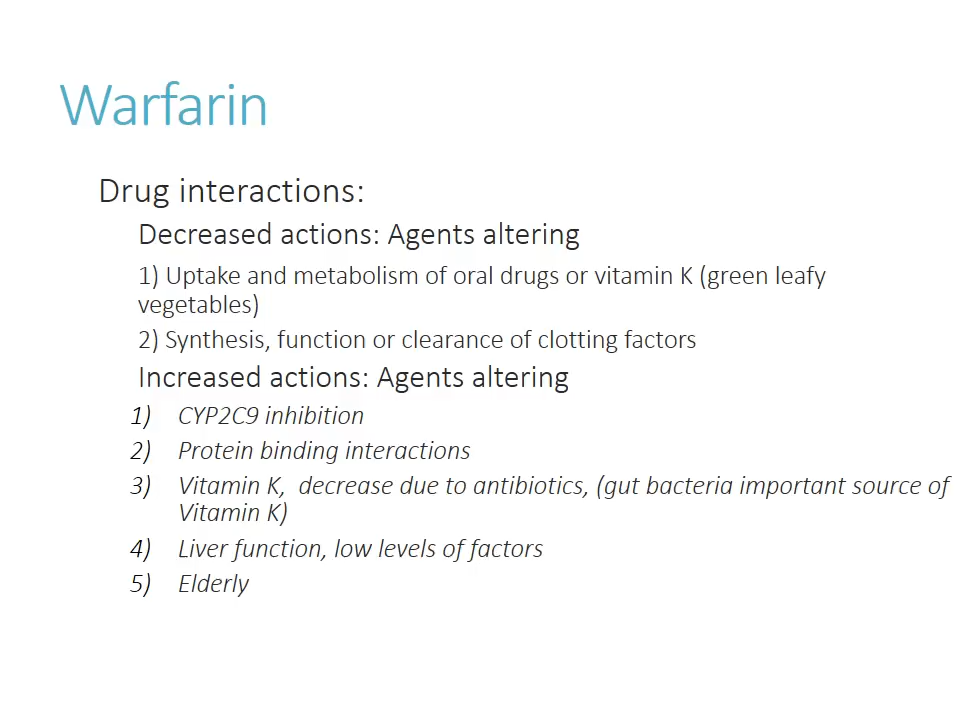 Warfarin
Drug interactions:
Decreased actions: Agents altering
1) Uptake and metabolism of oral drugs or vitamin K (green leafy
vegetables)
2) Synthesis, function or clearance of clotting factors
Increased actions: Agents altering
1) CYP2C9 inhibition
2) Protein binding interactions
3) Vitamin K,  decrease due to antibiotics, (gut bacteria important source of
Vitamin K)
4) Liver function, low levels of factors
5) Elderly